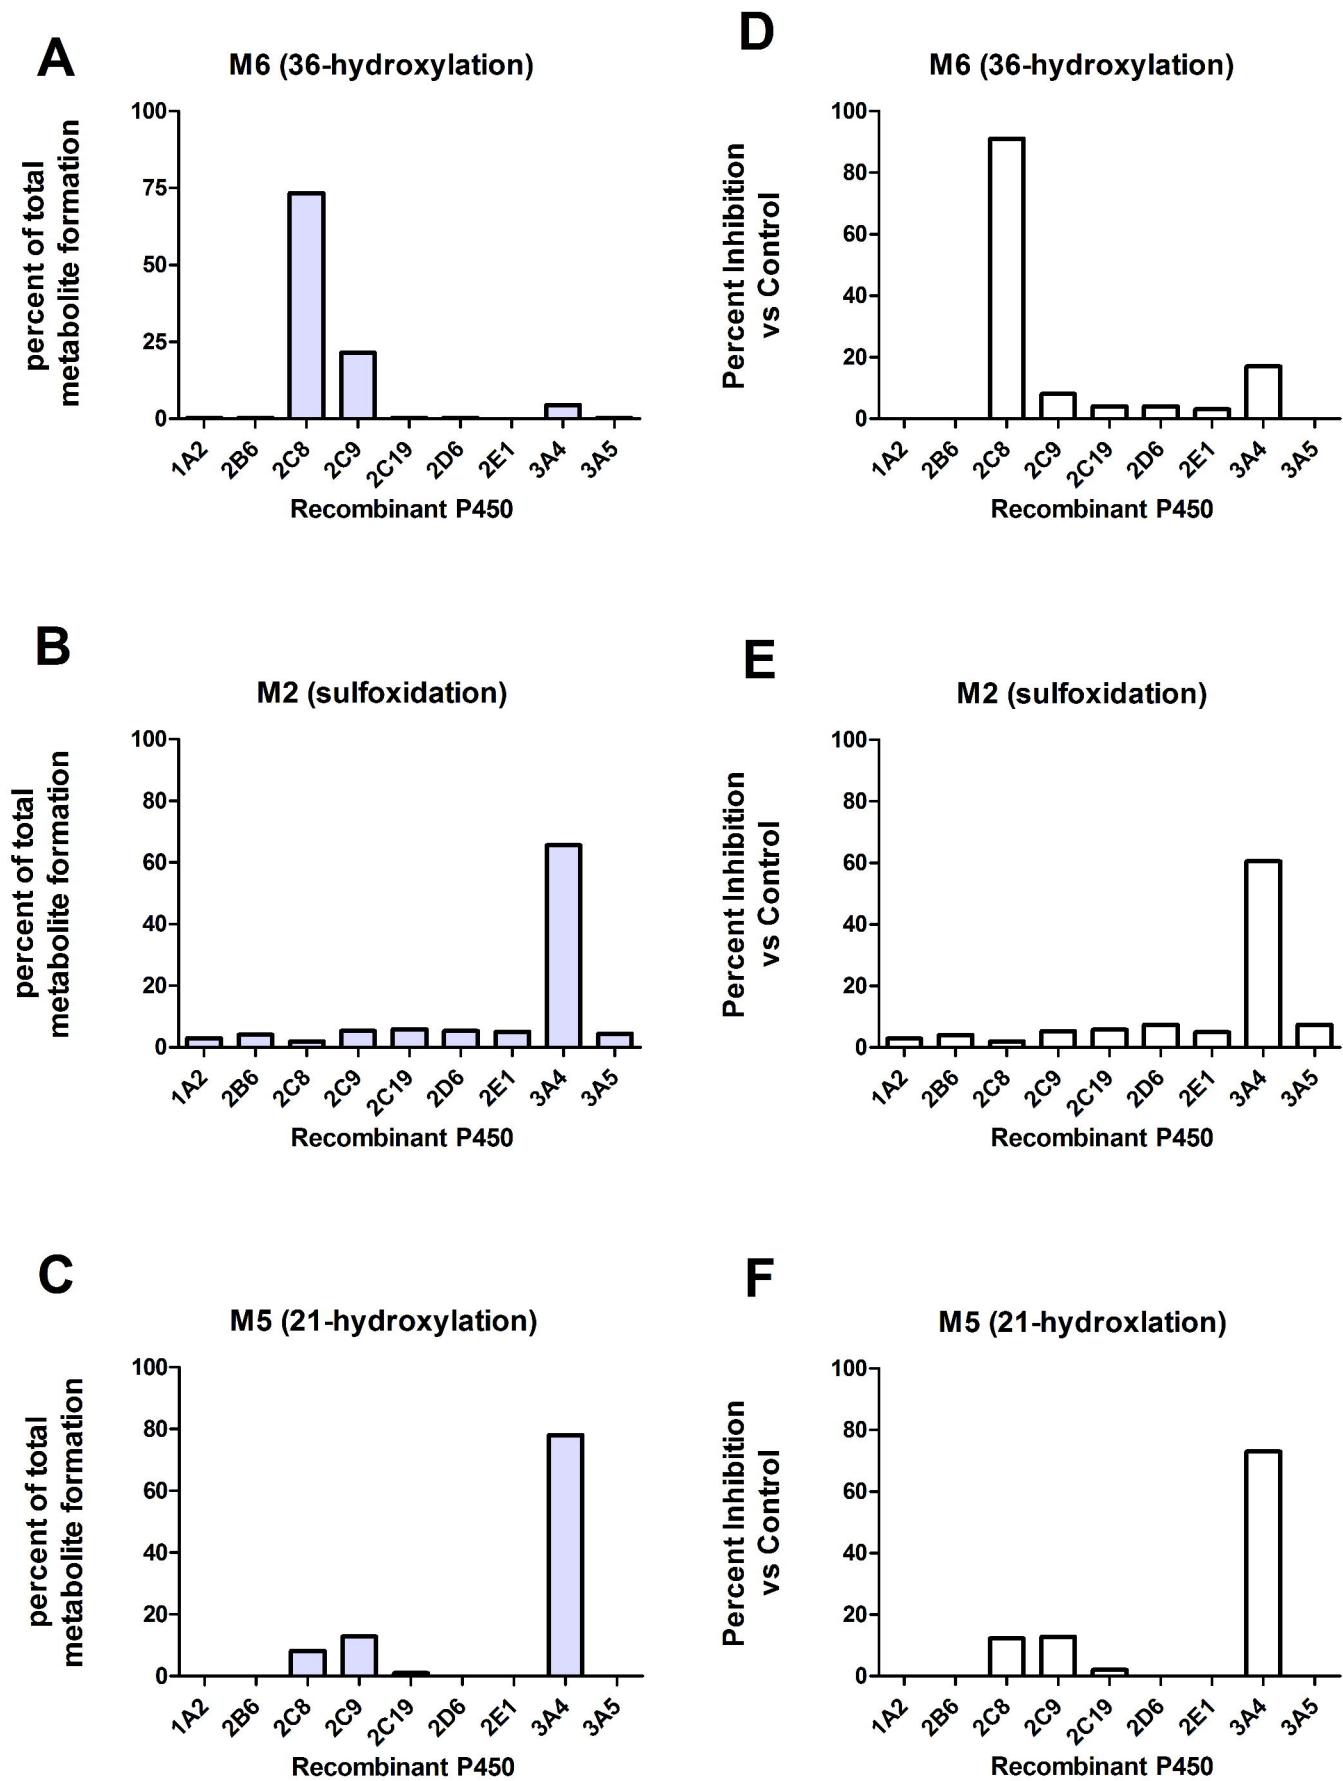 A
M6 (36-hydroxylation)
percent of total
metabolite formation
100
75
50
25
0
1A2 2B6 2C8 2C9 2C19 2D6 2E1 3A4 3A5
Recombinant P450
D
M6 (36-hydroxylation)
Percent Inhibition
vs Control
100
80
60
40
20
0
1A2 2B6 2C8 2C9 2C19 2D6 2E1 3A4 3A5
Recombinant P450
B
M2 (sulfoxidation)
percent of total
metabolite formation
100
80
60
40
20
0
1A2 2B6 2C8 2C9 2C19 2D6 2E1 3A4 3A5
Recombinant P450
E
M2 (sulfoxidation)
Percent Inhibition
vs Control
100
80
60
40
20
0
1A2 2B6 2C8 2C9 2C19 2D6 2E1 3A4 3A5
Recombinant P450
C
M5 (21-hydroxylation)
percent of total
metabolite formation
100
80
60
40
20
0
1A2 2B6 2C8 2C9 2C19 2D6 2E1 3A4 3A5
Recombinant P450
F
M5 (21-hydroxlation)
Percent Inhibition
vs Control
100
80
60
40
20
0
1A2 2B6 2C8 2C9 2C19 2D6 2E1 3A4 3A5
Recombinant P450